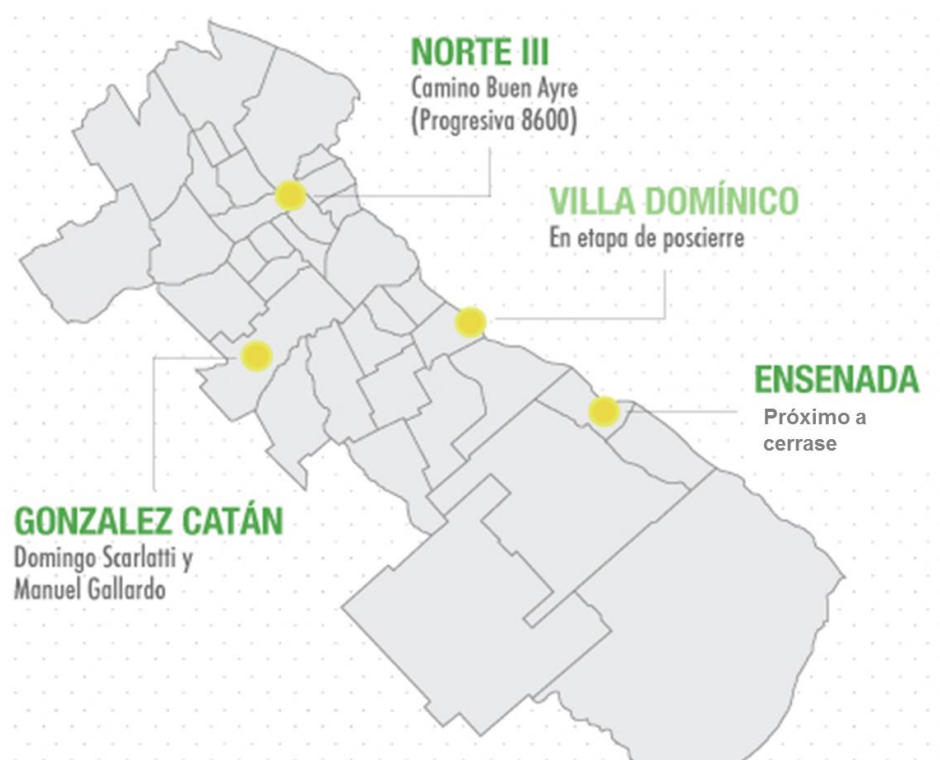 NORTE III
Camino Buen Ayre
(Progresiva 8600)
VILLA DOMÍNICO
En etapa de poscierre
ENSENADA
Próximo a
cerrase
GONZALEZ CATÁN
Domingo Scarlatti y
Manuel Gallardo